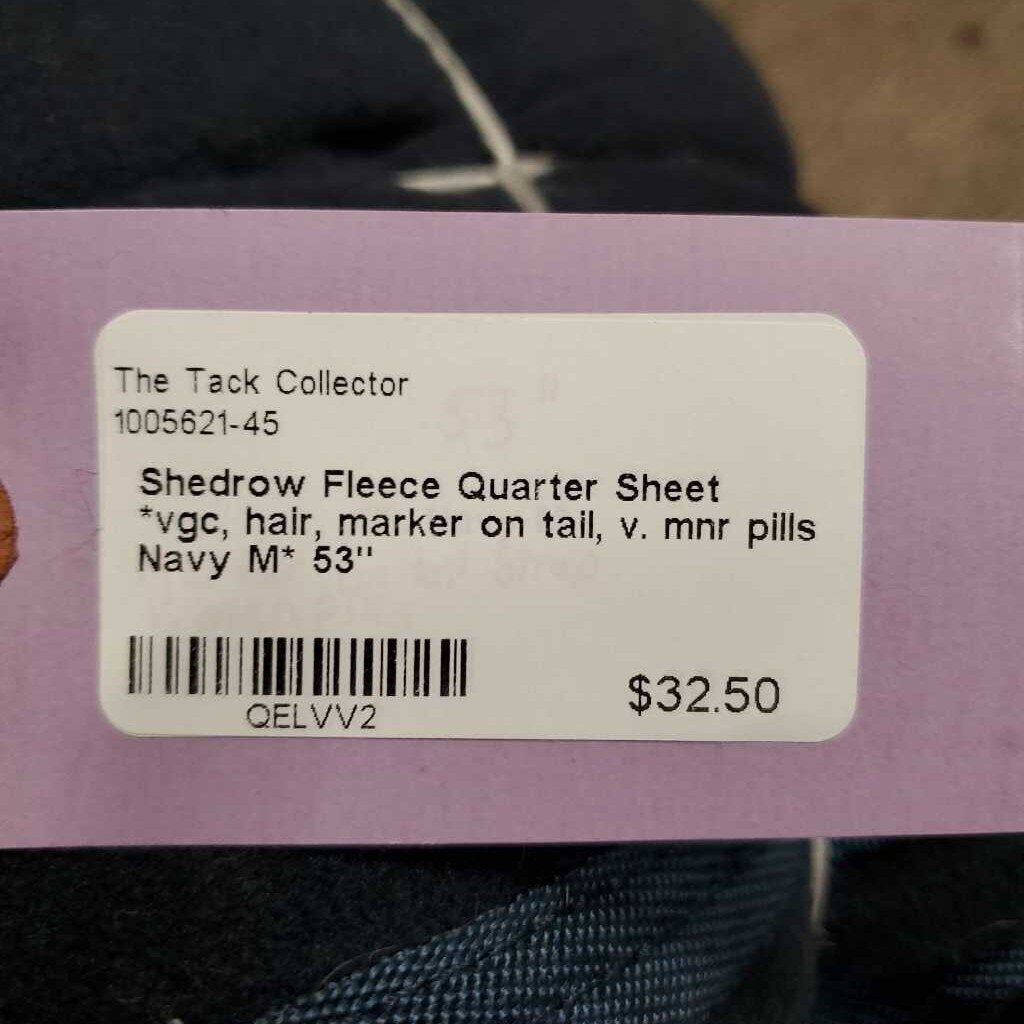 The Tack Collector
1005621-45
Shedrow Fleece Quarter Sheet
*vgc, hair, marker on tail, v. mnr pills
Navy M* 53"
QELVV2
$32.50